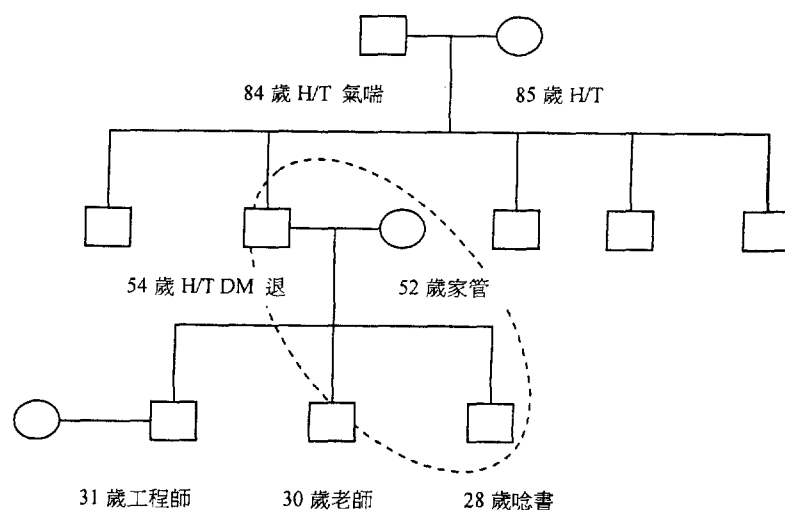 84 歲 H/T 氣喘
85 歲 H/T
54 歲 H/T DM 退
52 歲家管
31 歲工程師
30 歲老師
28 歲唸書